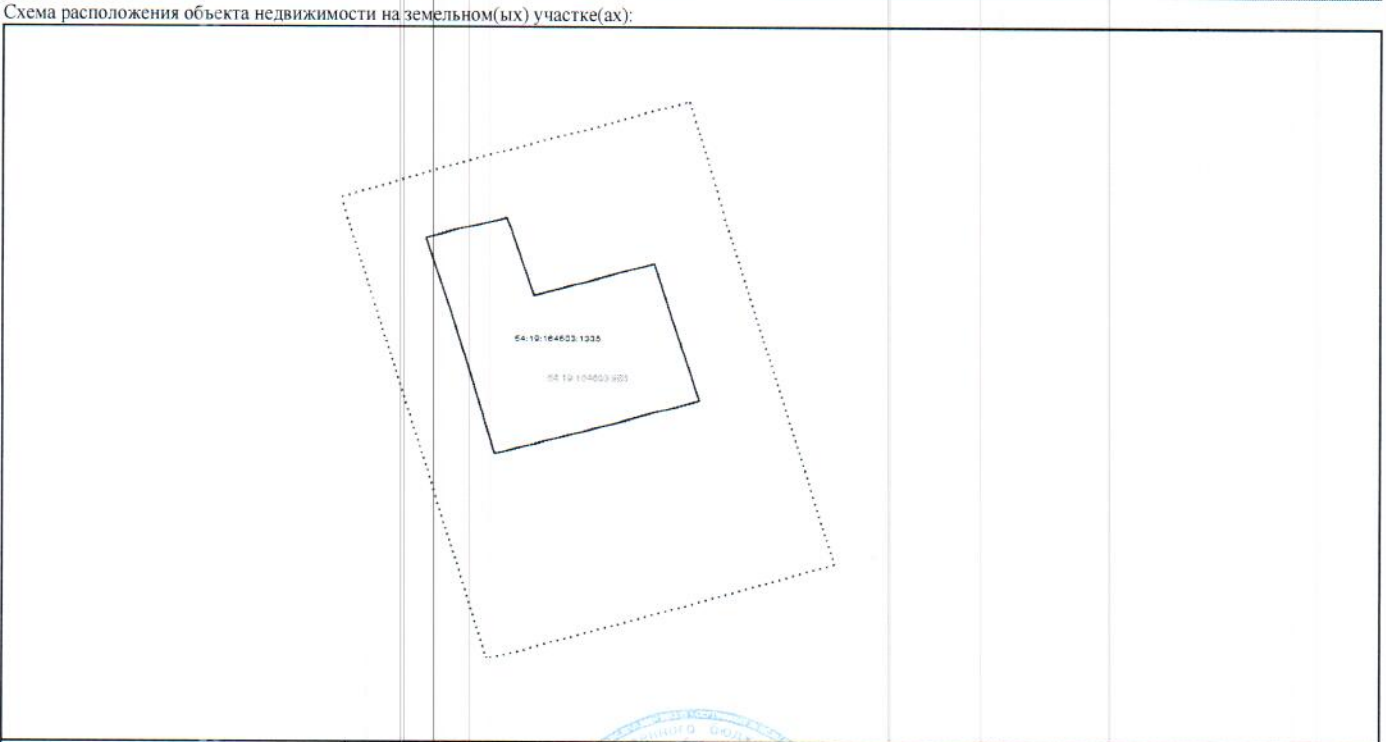 Схема расположения объекта недвижимости на земельном(ых) участке(ах):
54:19:164603:1335